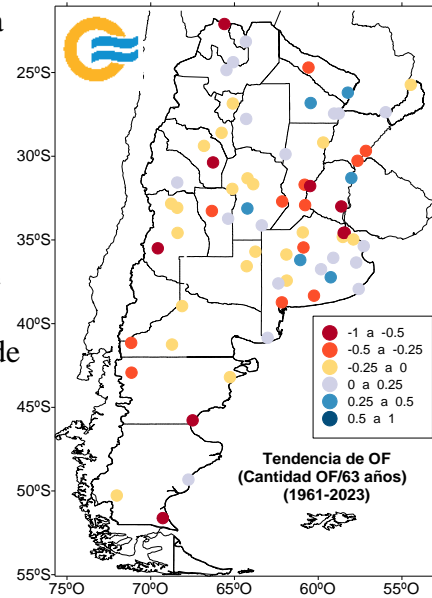 a
25°S
30°S
35°S
40°S
de
45°S
50°S
55°S
-1 a -0.5
-0.5 a -0.25
-0.25 a 0
0 a 0.25
0.25 a 0.5
0.5 a 1
Tendencia de OF
(Cantidad OF/63 años)
(1961-2023)
75°O 70°O 65°O 60°O 55°O